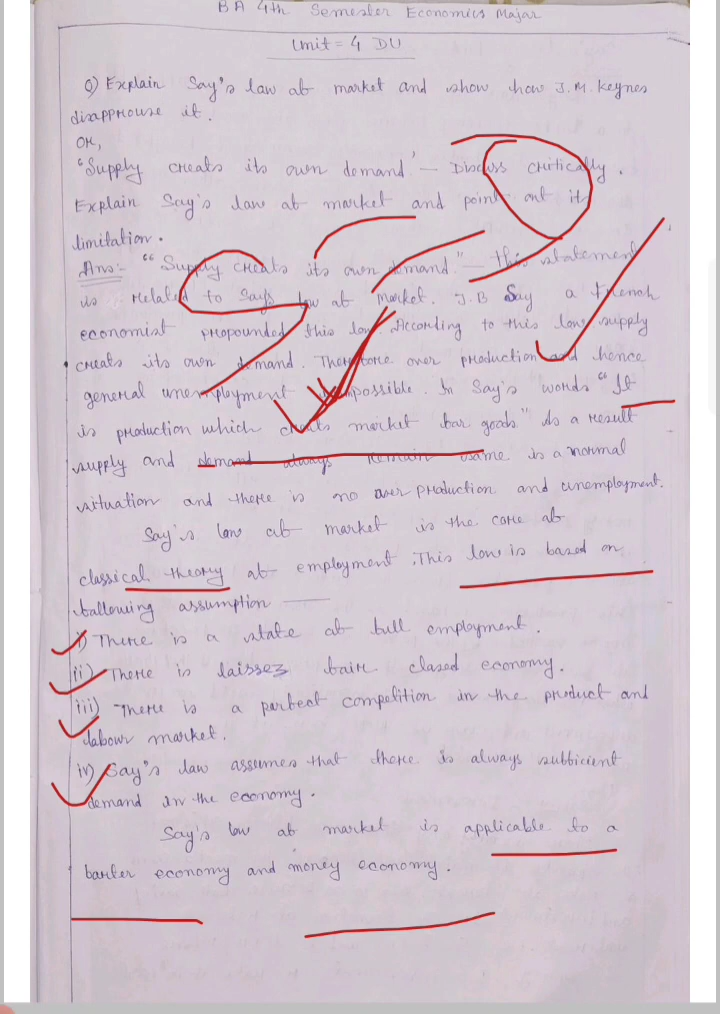 BA 4th Semester Economics Major
Unit = 4 DU
Q) Explain Say's law of market and show how J.M. Keynes
disapprouse it.
OR,
"Supply creats its own demand' — Discuss critically.
Explain Say's law of market and point out its
limitation.
Ans:- "Supply creats its own demand." — this statement
is related to Say's law of market. J.B Say a French
economist propounded this law. According to this law supply
creats its own demand. Therefore over production and hence
general unemployment is impossible. In Say's words "It
is production which creats market for goods" As a result
supply and demand always remain same is a normal
situation and there is no over production and unemployment.
Say's law of market is the core of
classical theory of employment. This law is based on
following assumption —
i) There is a state of full employment.
ii) There is laissez faire closed economy.
iii) There is a perfect competition in the product and
labour market.
iv) Say's law assumes that there is always sufficient
demand in the economy.
Say's law of market is applicable to a
barter economy and money economy.